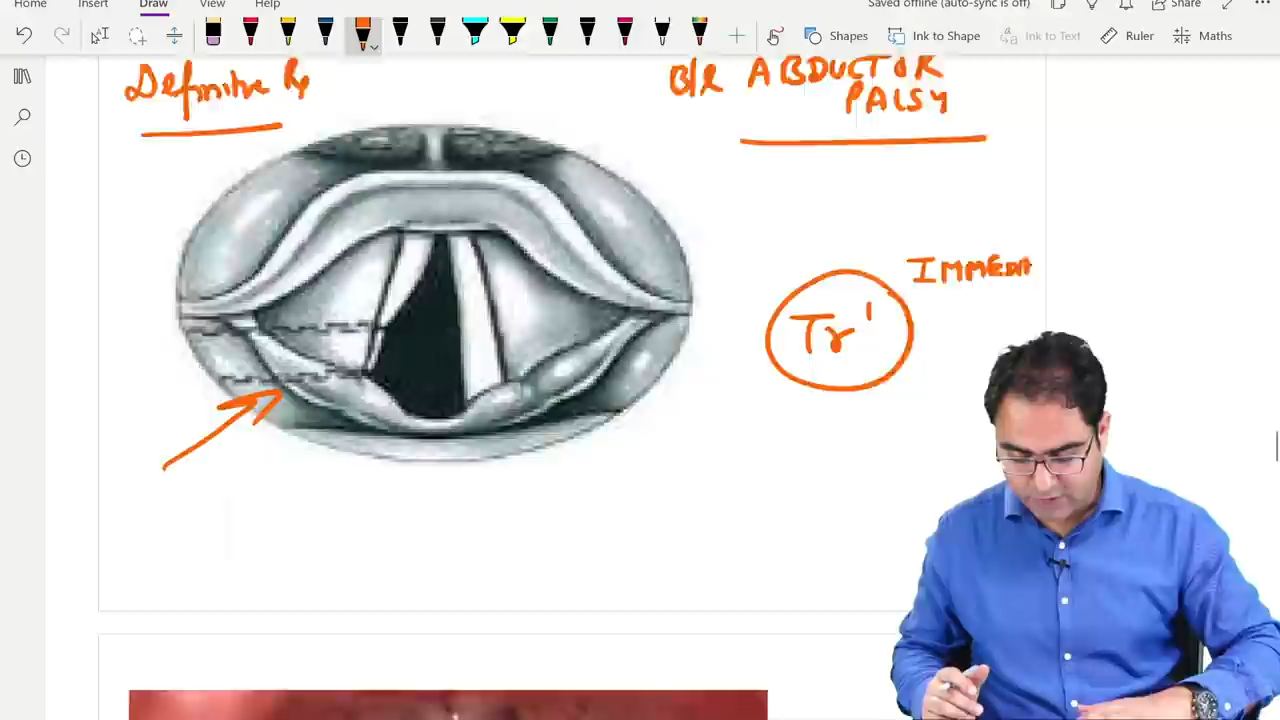 Home Insert Draw View Help
Saved offline (auto-sync is off) Share
Shapes Ink to Shape Ink to Text Ruler Maths
Definitive Rx
B/L ABDUCTOR
PALSY
IMMEDI
Tr'